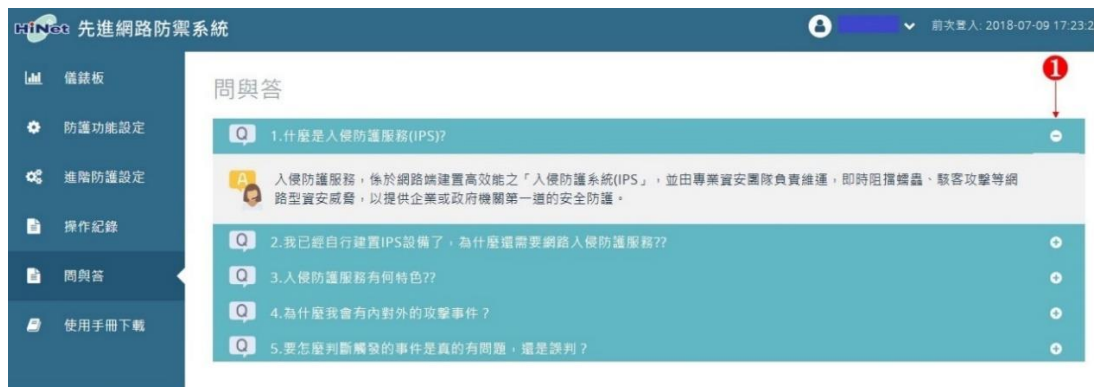 HiNet 先進網路防禦系統
前次登入: 2018-07-09 17:23:2
儀錶板
防護功能設定
進階防護設定
操作紀錄
問與答
使用手冊下載
問與答
1
Q 1.什麼是入侵防護服務(IPS)?
A 入侵防護服務，係於網路端建置高效能之「入侵防護系統(IPS」，並由專業資安團隊負責維運，即時阻擋蠕蟲、駭客攻擊等網
路型資安威脅，以提供企業或政府機關第一道的安全防護。
Q 2.我已經自行建置IPS設備了，為什麼還需要網路入侵防護服務??
Q 3.入侵防護服務有何特色??
Q 4.為什麼我會有內對外的攻擊事件？
Q 5.要怎麼判斷觸發的事件是真的有問題，還是誤判？